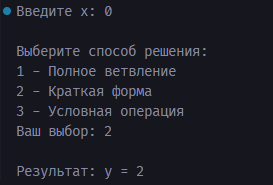 Введите x: 0
Выберите способ решения:
1 - Полное ветвление
2 - Краткая форма
3 - Условная операция
Ваш выбор: 2
Результат: y = 2